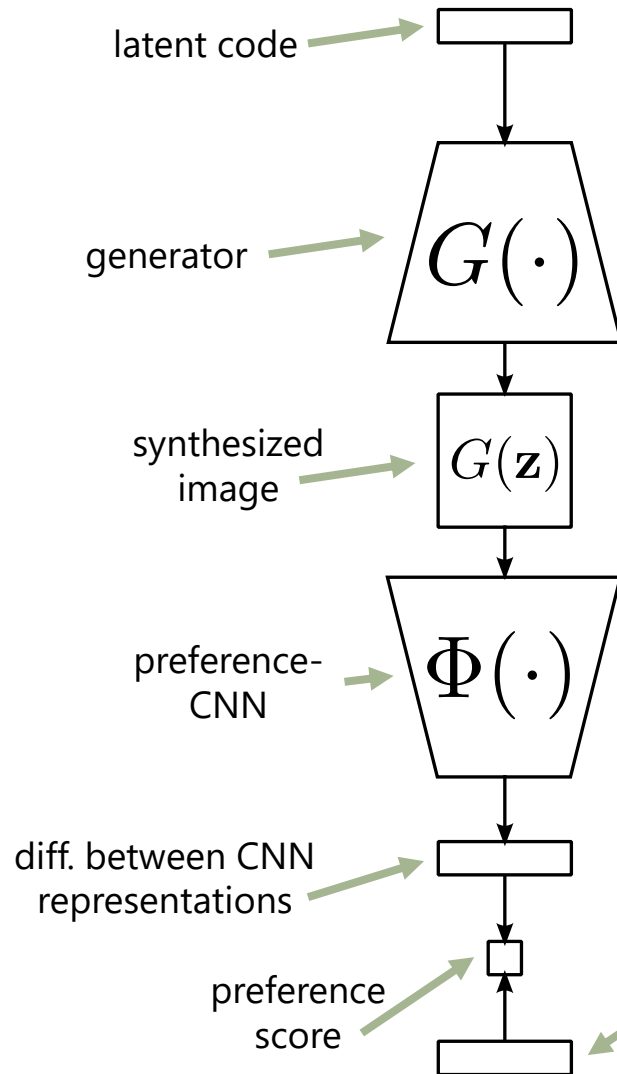 latent code
generator
G(·)
synthesized
image
G(z)
preference-
CNN
Φ(·)
diff. between CNN
representations
preference
score